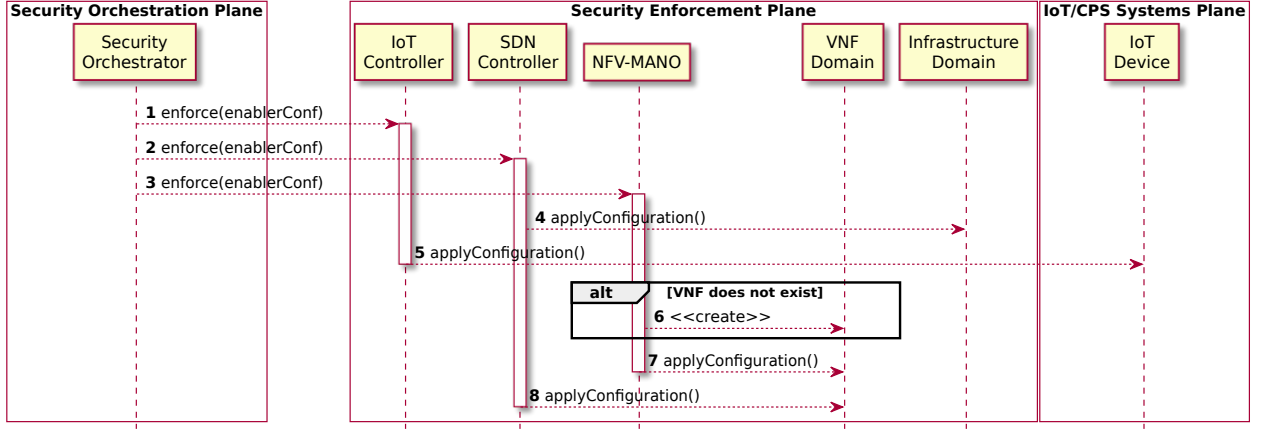 Security Orchestration Plane
Security Enforcement Plane
IoT/CPS Systems Plane
Security
Orchestrator
IoT
Controller
SDN
Controller
NFV-MANO
VNF
Domain
Infrastructure
Domain
IoT
Device
1 enforce(enablerConf)
2 enforce(enablerConf)
3 enforce(enablerConf)
4 applyConfiguration()
5 applyConfiguration()
alt [VNF does not exist]
6 <<create>>
7 applyConfiguration()
8 applyConfiguration()